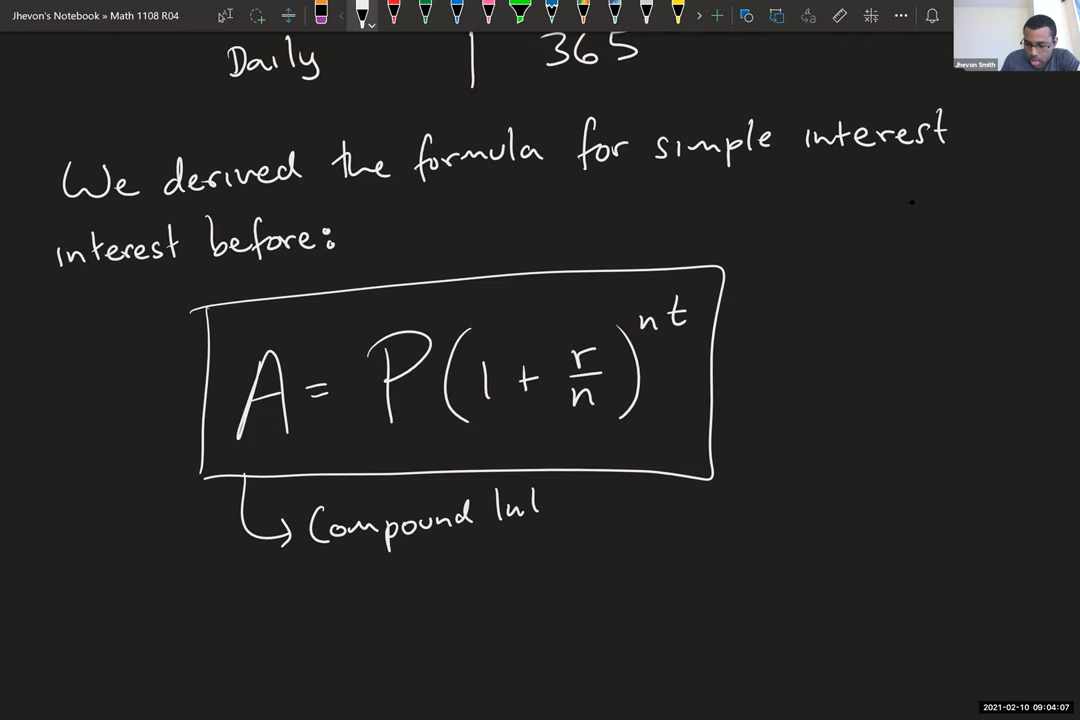 Jhevon's Notebook » Math 1108 R04
Jhevon Smith
Daily | 365
We derived the formula for simple interest
interest before:
A = P(1 + r/n)^nt
Compound Int
2021-02-10 09:04:07